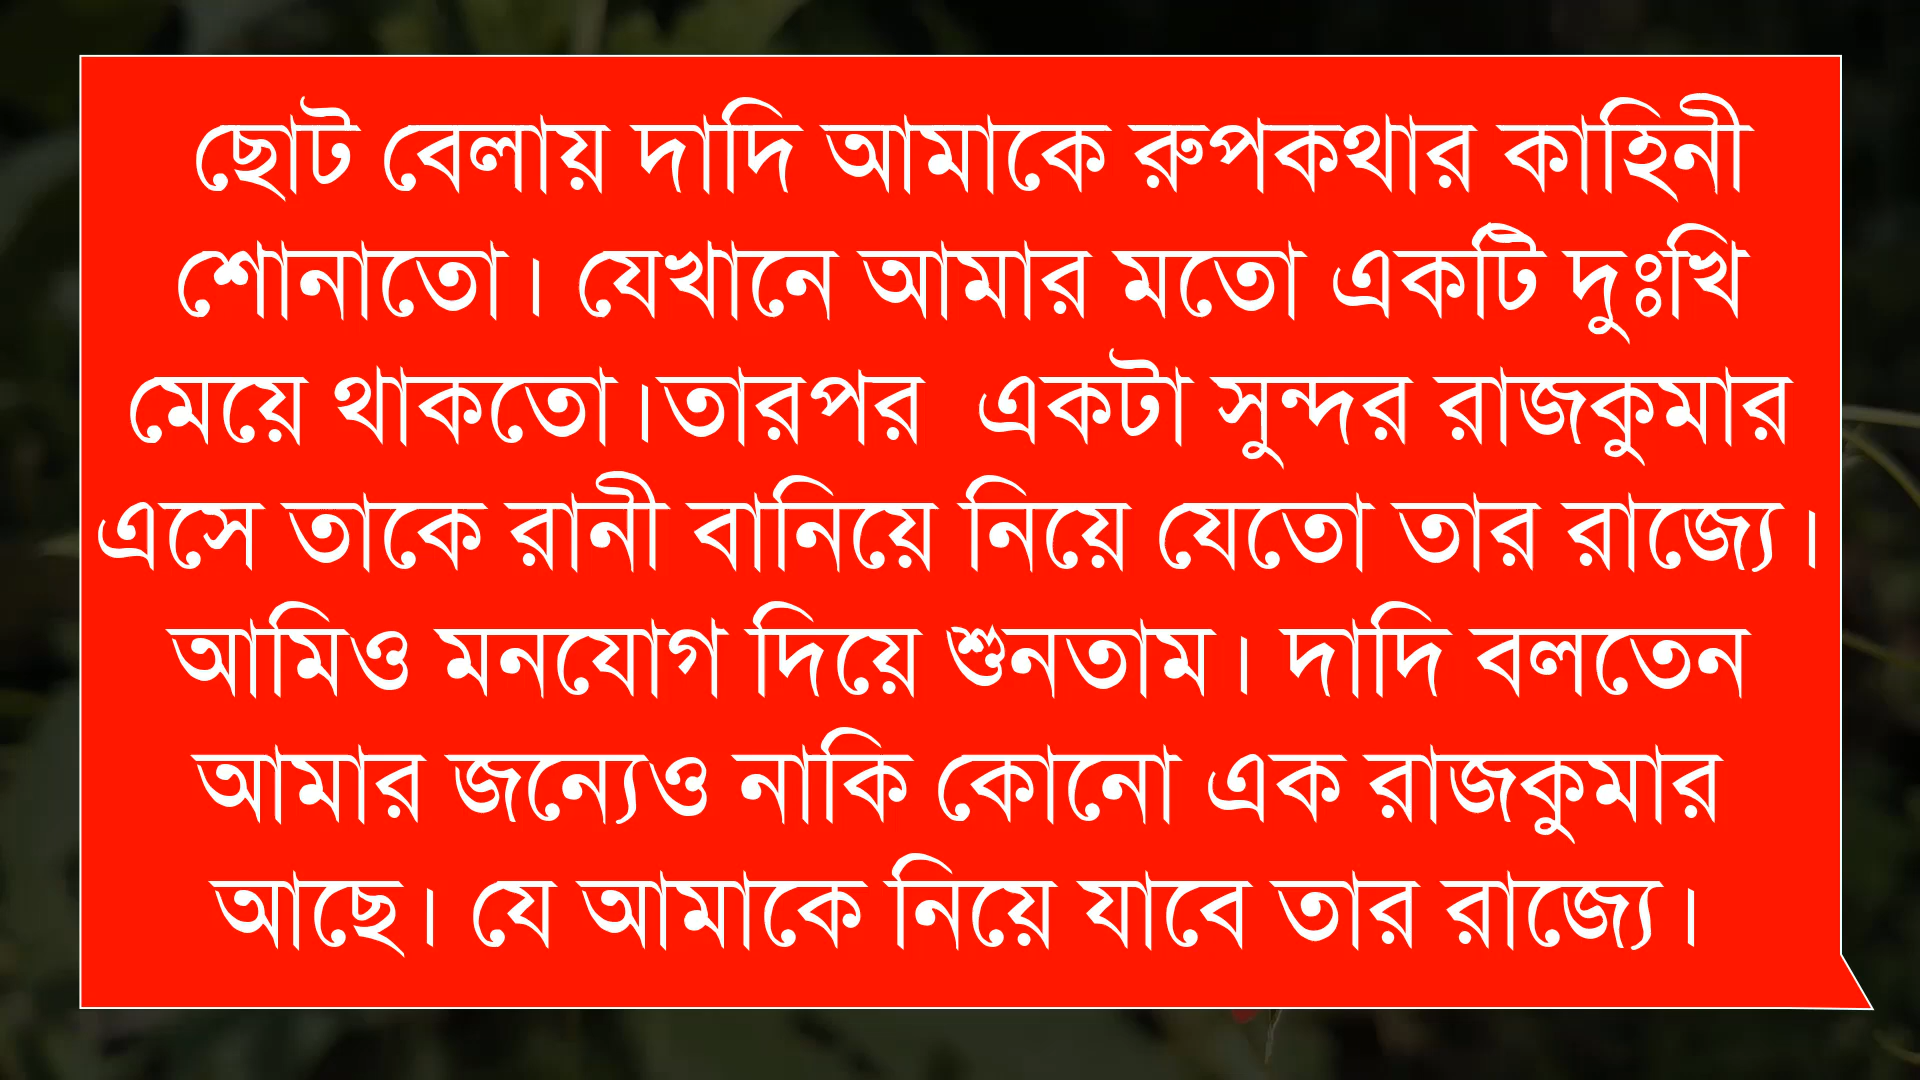 ছোট বেলায় দাদি আমাকে রুপকথার কাহিনী
শোনাতো। যেখানে আমার মতো একটি দুঃখি
মেয়ে থাকতো।তারপর  একটা সুন্দর রাজকুমার
এসে তাকে রানী বানিয়ে নিয়ে যেতো তার রাজ্যে।
আমিও মনযোগ দিয়ে শুনতাম। দাদি বলতেন
আমার জন্যেও নাকি কোনো এক রাজকুমার
আছে। যে আমাকে নিয়ে যাবে তার রাজ্যে।